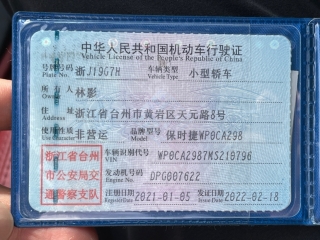 中华人民共和国机动车行驶证
Vehicle License of the People's Republic of China
号牌号码 浙J19G7H 车辆类型 小型轿车
Plate No. Vehicle Type
所有人 林影
Owner
住址 浙江省台州市黄岩区天元路8号
Address
使用性质 非营运 品牌型号 保时捷WP0CA298
Use Character Model
浙江省台州市公安局交通警察支队
车辆识别代号 WP0CA2987MS210796
VIN
发动机号码 DPG007622
Engine No.
注册日期 2021-01-05 发证日期 2022-02-18
Register Date Issue Date